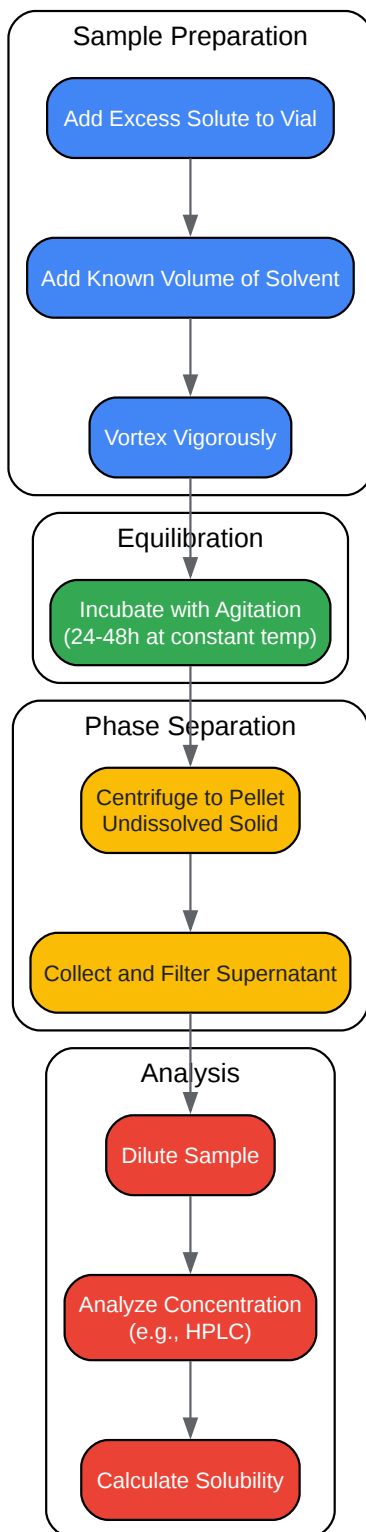 Sample Preparation
Add Excess Solute to Vial
Add Known Volume of Solvent
Vortex Vigorously
Equilibration
Incubate with Agitation
(24-48h at constant temp)
Phase Separation
Centrifuge to Pellet
Undissolved Solid
Collect and Filter Supernatant
Analysis
Dilute Sample
Analyze Concentration
(e.g., HPLC)
Calculate Solubility